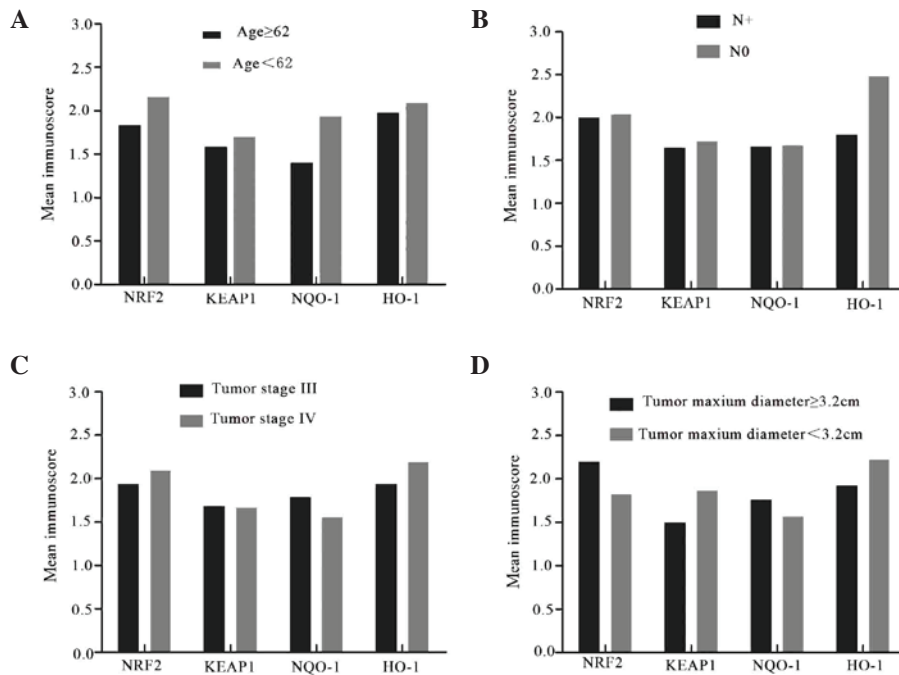 A
Age≥62
Age<62
Mean immunoscore
3.0
2.5
2.0
1.5
1.0
0.5
0.0
NRF2 KEAP1 NQO-1 HO-1
B
N+
N0
Mean immunoscore
3.0
2.5
2.0
1.5
1.0
0.5
0.0
NRF2 KEAP1 NQO-1 HO-1
C
Tumor stage III
Tumor stage IV
Mean immunoscore
3.0
2.5
2.0
1.5
1.0
0.5
0.0
NRF2 KEAP1 NQO-1 HO-1
D
Tumor maxium diameter≥3.2cm
Tumor maxium diameter<3.2cm
Mean immunoscore
3.0
2.5
2.0
1.5
1.0
0.5
0.0
NRF2 KEAP1 NQO-1 HO-1